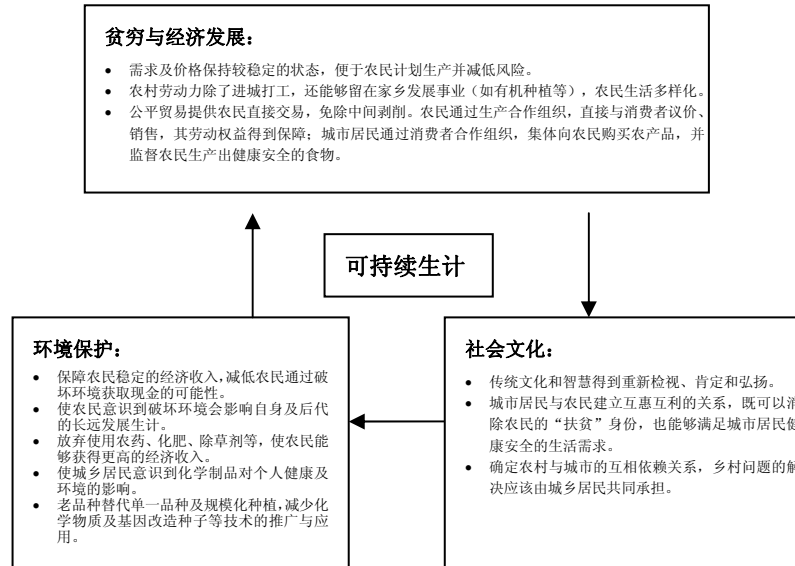 贫穷与经济发展：
• 需求及价格保持较稳定的状态，便于农民计划生产并减低风险。
• 农村劳动力除了进城打工，还能够留在家乡发展事业（如有机种植等），农民生活多样化。
• 公平贸易提供农民直接交易，免除中间剥削。农民通过生产合作组织，直接与消费者议价、
销售，其劳动权益得到保障；城市居民通过消费者合作组织，集体向农民购买农产品，并
监督农民生产出健康安全的食物。
可持续生计
环境保护：
• 保障农民稳定的经济收入，减低农民通过破
坏环境获取现金的可能性。
• 使农民意识到破坏环境会影响自身及后代
的长远发展生计。
• 放弃使用农药、化肥、除草剂等，使农民能
够获得更高的经济收入。
• 使城乡居民意识到化学制品对个人健康及
环境的影响。
• 老品种替代单一品种及规模化种植，减少化
学物质及基因改造种子等技术的推广与应
用。
社会文化：
• 传统文化和智慧得到重新检视、肯定和弘扬。
• 城市居民与农民建立互惠互利的关系，既可以消
除农民的“扶贫”身份，也能够满足城市居民健
康安全的生活需求。
• 确定农村与城市的互相依赖关系，乡村问题的解
决应该由城乡居民共同承担。